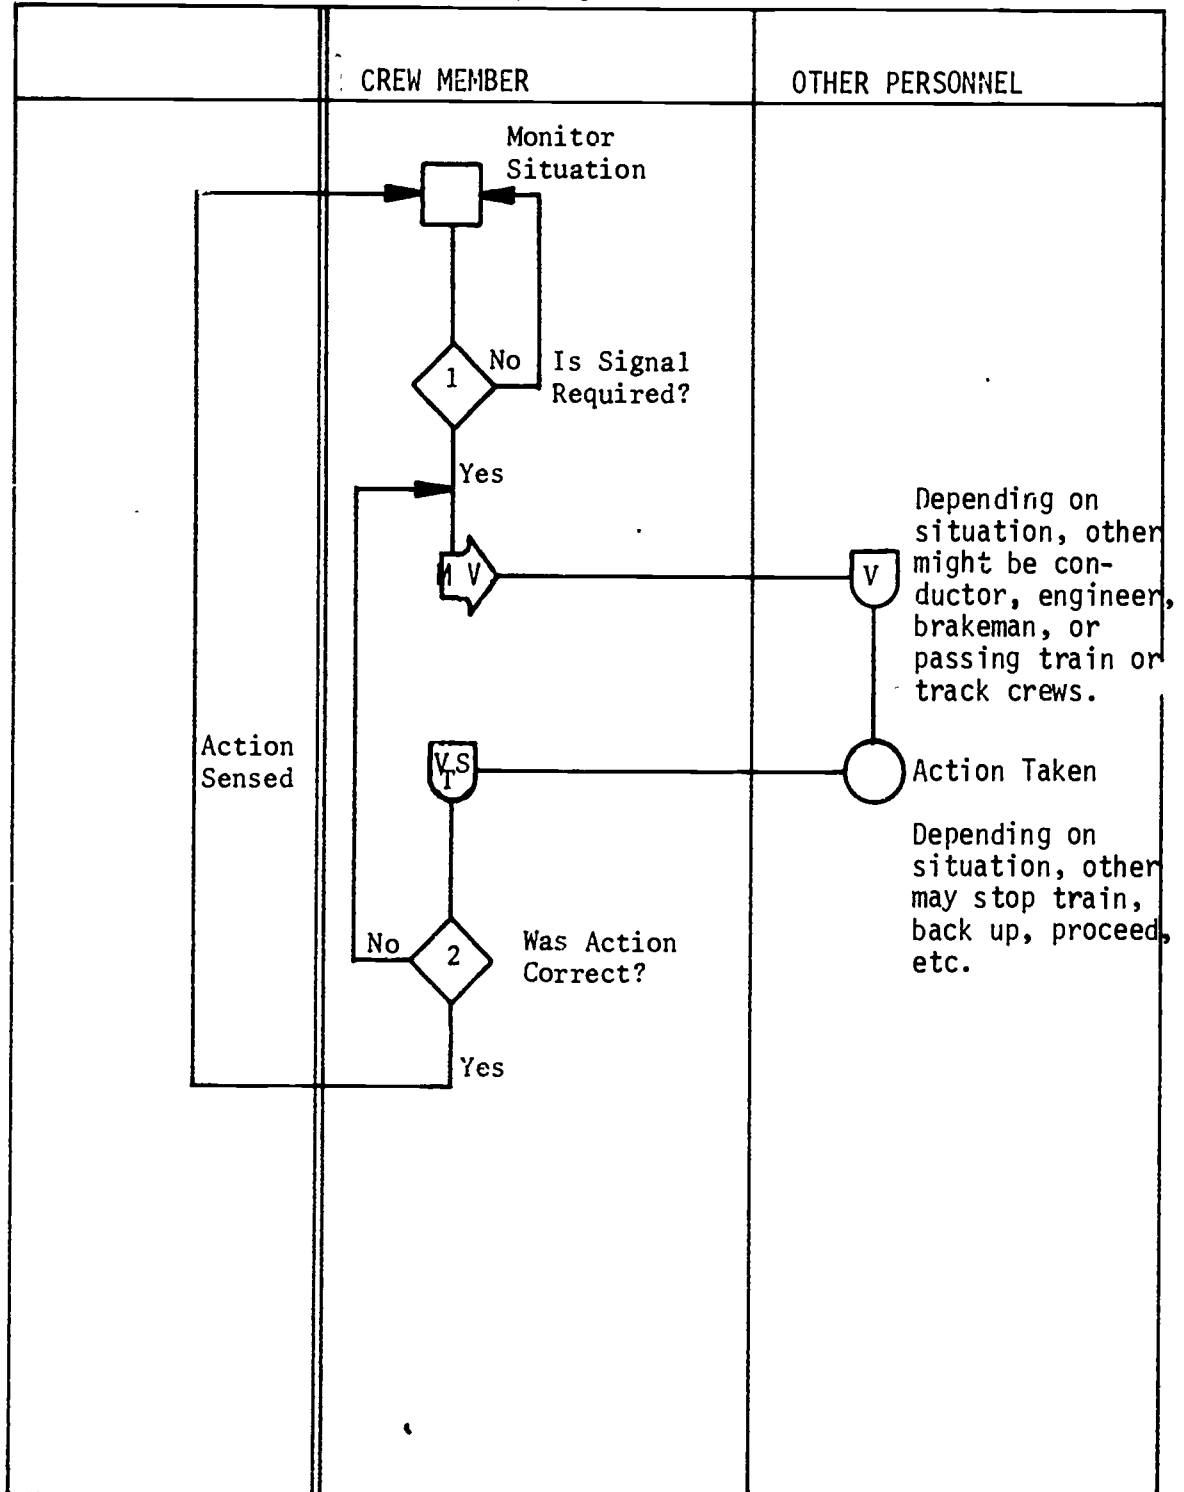 CREW MEMBER
OTHER PERSONNEL
Monitor
Situation
1
No
Is Signal
Required?
Yes
M V
V
Depending on
situation, other
might be con-
ductor, engineer,
brakeman, or
passing train or
track crews.
Action
Sensed
V S
T
Action Taken
Depending on
situation, other
may stop train,
back up, proceed,
etc.
No
2
Was Action
Correct?
Yes